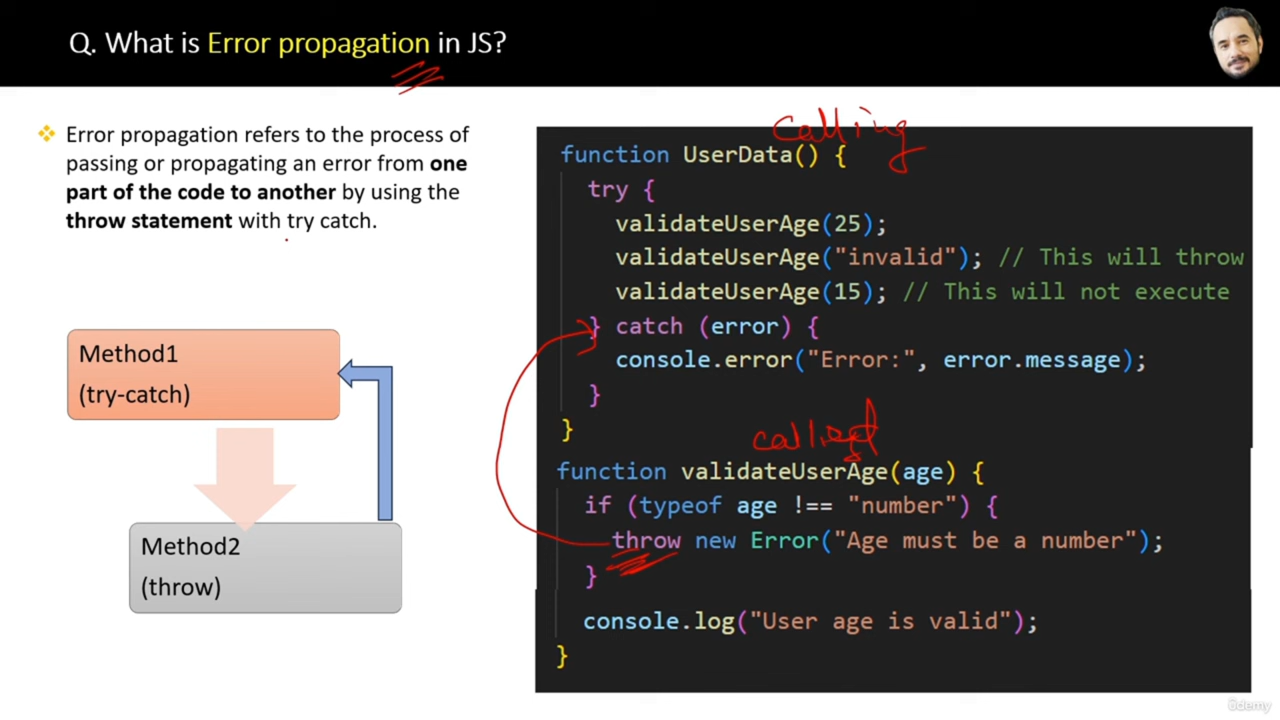 Q. What is Error propagation in JS?
Error propagation refers to the process of
passing or propagating an error from one
part of the code to another by using the
throw statement with try catch.
Method1
(try-catch)
Method2
(throw)
calling
function UserData() {
try {
validateUserAge(25);
validateUserAge("invalid"); // This will throw
validateUserAge(15); // This will not execute
} catch (error) {
console.error("Error:", error.message);
}
}
called
function validateUserAge(age) {
if (typeof age !== "number") {
throw new Error("Age must be a number");
}
console.log("User age is valid");
}
ûdemy